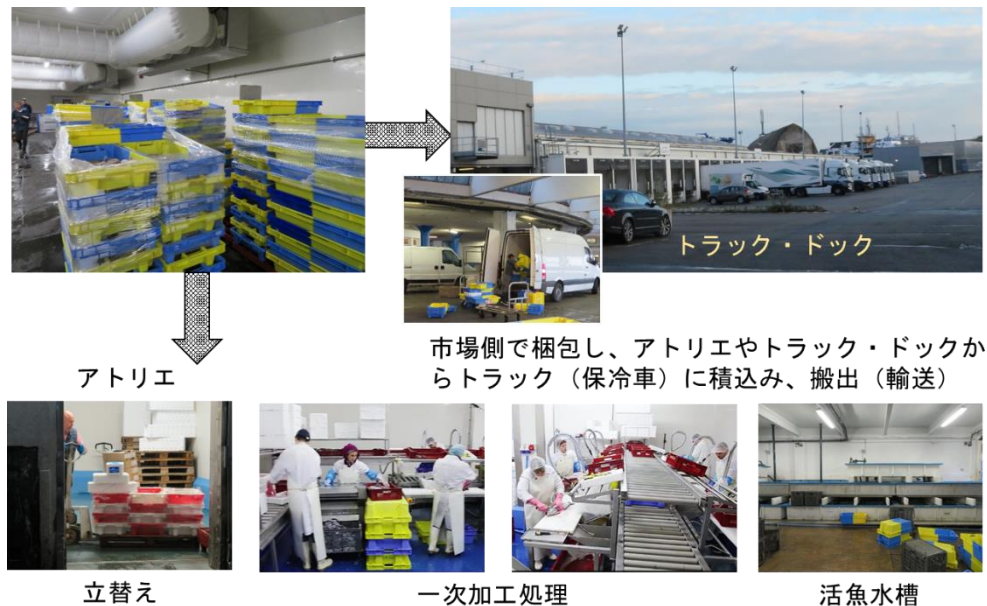 トラック・ドック
市場側で梱包し、アトリエやトラック・ドックか
らトラック（保冷車）に積込み、搬出（輸送）
アトリエ
立替え
一次加工処理
活魚水槽